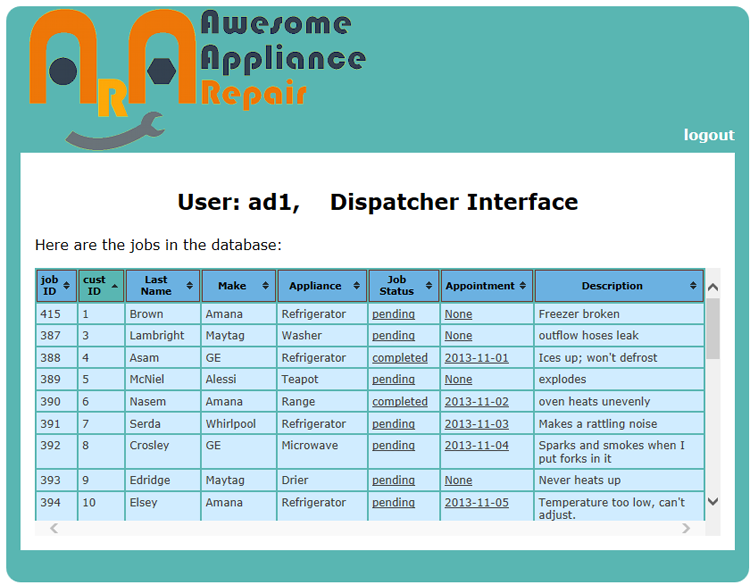 ARA
Awesome
Appliance
Repair
logout
User: ad1, Dispatcher Interface
Here are the jobs in the database:
job ID cust ID Last Name Make Appliance Job Status Appointment Description
415 1 Brown Amana Refrigerator pending None Freezer broken
387 3 Lambright Maytag Washer pending None outflow hoses leak
388 4 Asam GE Refrigerator completed 2013-11-01 Ices up; won't defrost
389 5 McNiel Alessi Teapot pending None explodes
390 6 Nasem Amana Range completed 2013-11-02 oven heats unevenly
391 7 Serda Whirlpool Refrigerator pending 2013-11-03 Makes a rattling noise
392 8 Crosley GE Microwave pending 2013-11-04 Sparks and smokes when I
put forks in it
393 9 Edridge Maytag Drier pending None Never heats up
394 10 Elsey Amana Refrigerator pending 2013-11-05 Temperature too low, can't
adjust.